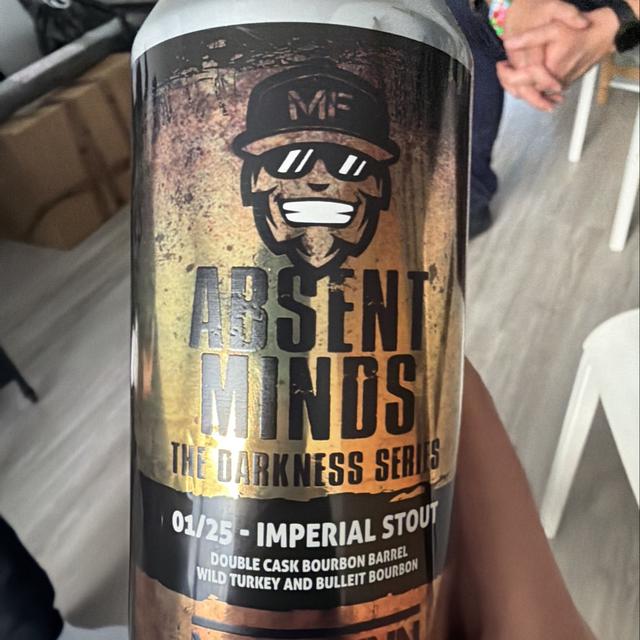 MF
ABSENT
MINDS
THE DARKNESS SERIES
01/25 - IMPERIAL STOUT
DOUBLE CASK BOURBON BARREL
WILD TURKEY AND BULLEIT BOURBON